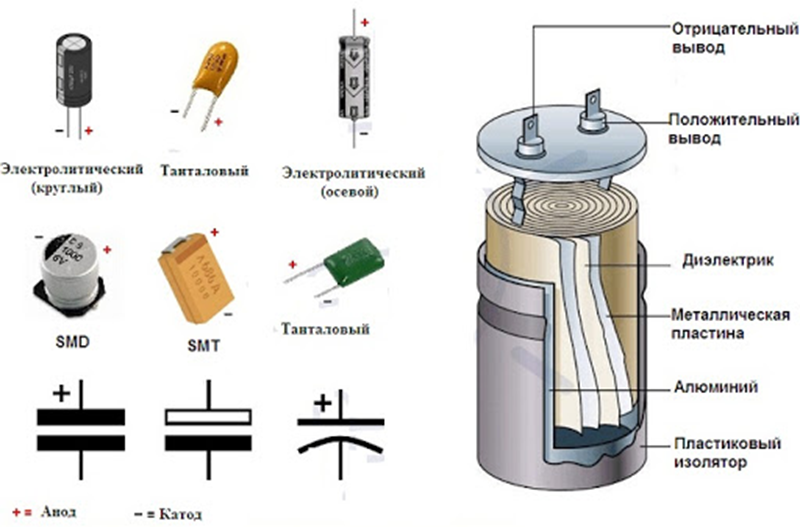 Отрицательный
вывод
Положительный
вывод
Электролитический
(круглый)
Танталовый
Электролитический
(осевой)
Диэлектрик
Металлическая
пластина
Танталовый
SMD
SMT
Алюминий
Пластиковый
изолятор
+ = Анод
– = Катод